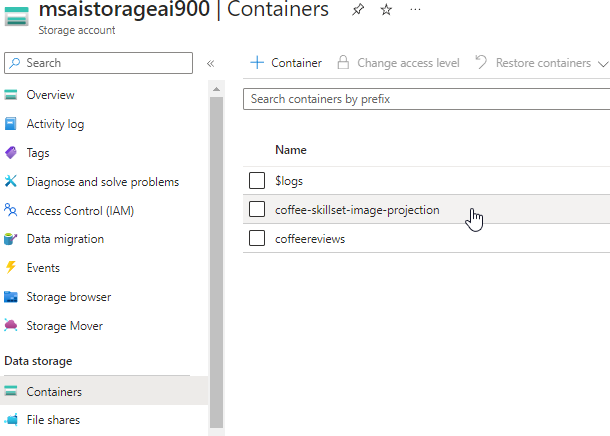 msaistorageai900 | Containers ...
Storage account
Search
«
+ Container
Change access level
Restore containers
Search containers by prefix
Overview
Activity log
Tags
Diagnose and solve problems
Access Control (IAM)
Data migration
Events
Storage browser
Storage Mover
Data storage
Containers
File shares
Name
$logs
coffee-skillset-image-projection
coffeereviews